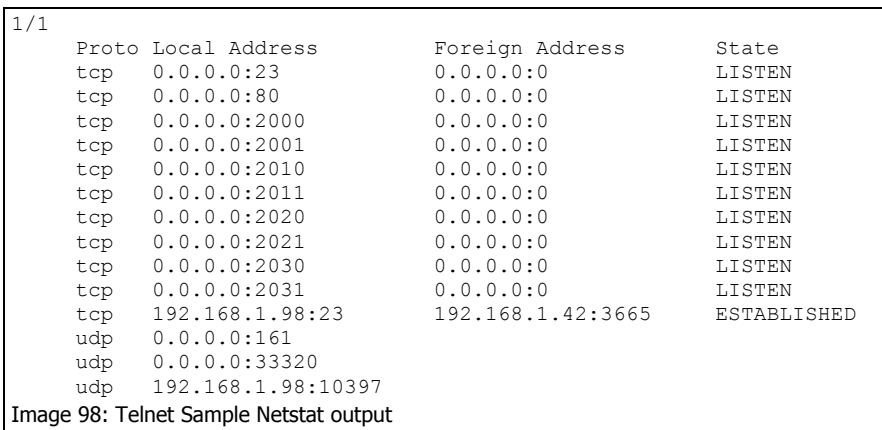 1/1
Proto Local Address Foreign Address State
tcp 0.0.0.0:23 0.0.0.0:0 LISTEN
tcp 0.0.0.0:80 0.0.0.0:0 LISTEN
tcp 0.0.0.0:2000 0.0.0.0:0 LISTEN
tcp 0.0.0.0:2001 0.0.0.0:0 LISTEN
tcp 0.0.0.0:2010 0.0.0.0:0 LISTEN
tcp 0.0.0.0:2011 0.0.0.0:0 LISTEN
tcp 0.0.0.0:2020 0.0.0.0:0 LISTEN
tcp 0.0.0.0:2021 0.0.0.0:0 LISTEN
tcp 0.0.0.0:2030 0.0.0.0:0 LISTEN
tcp 0.0.0.0:2031 0.0.0.0:0 LISTEN
tcp 192.168.1.98:23 192.168.1.42:3665 ESTABLISHED
udp 0.0.0.0:161
udp 0.0.0.0:33320
udp 192.168.1.98:10397
Image 98: Telnet Sample Netstat output